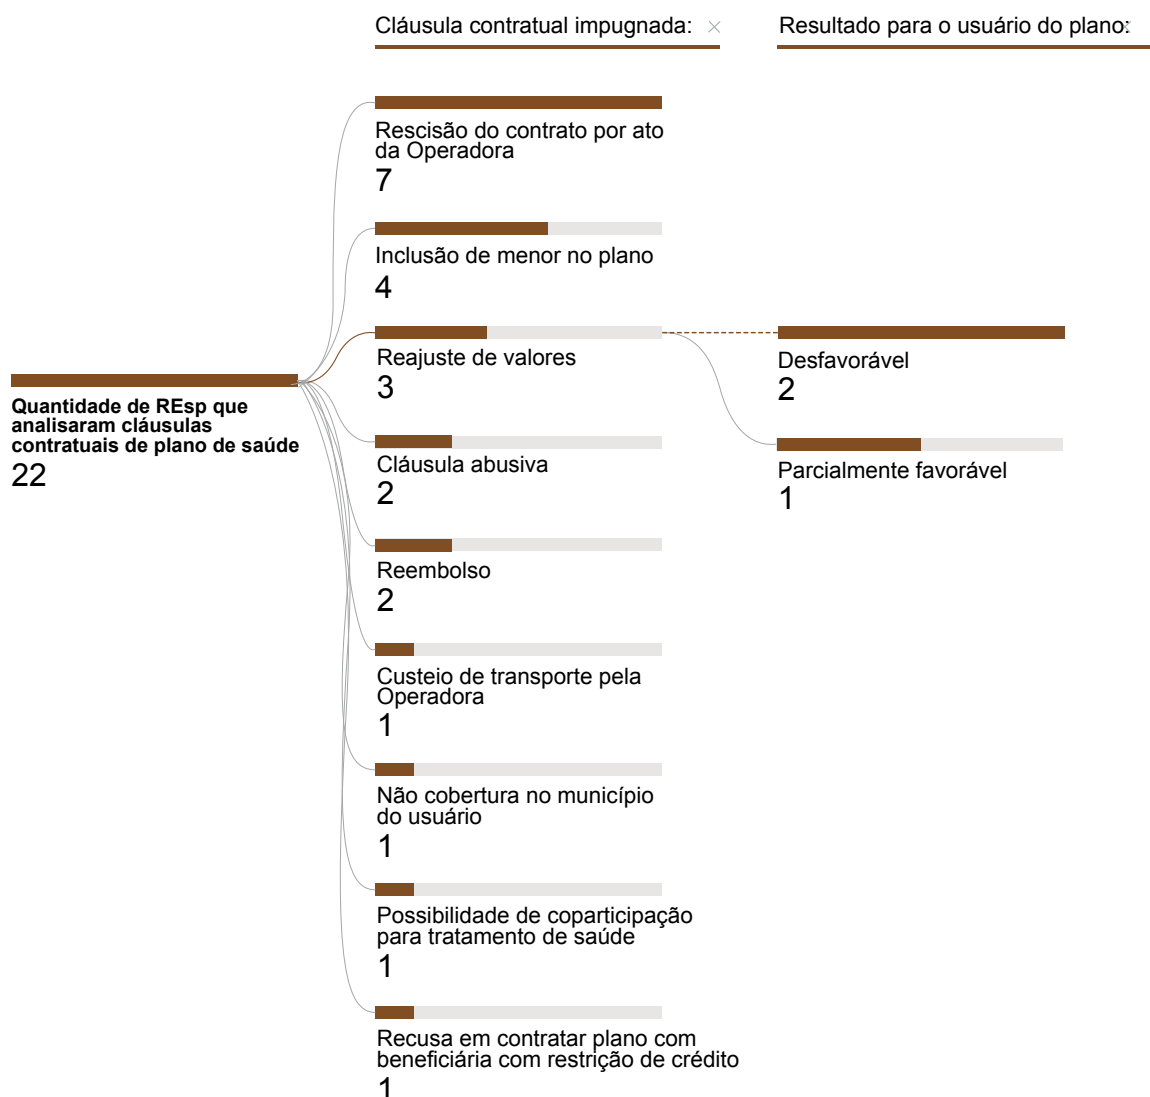 Cláusula contratual impugnada:
Resultado para o usuário do plano:
Quantidade de REsp que
analisaram cláusulas
contratuais de plano de saúde
22
Rescisão do contrato por ato
da Operadora
7
Inclusão de menor no plano
4
Reajuste de valores
3
Cláusula abusiva
2
Reembolso
2
Custeio de transporte pela
Operadora
1
Não cobertura no município
do usuário
1
Possibilidade de coparticipação
para tratamento de saúde
1
Recusa em contratar plano com
beneficiária com restrição de crédito
1
Desfavorável
2
Parcialmente favorável
1